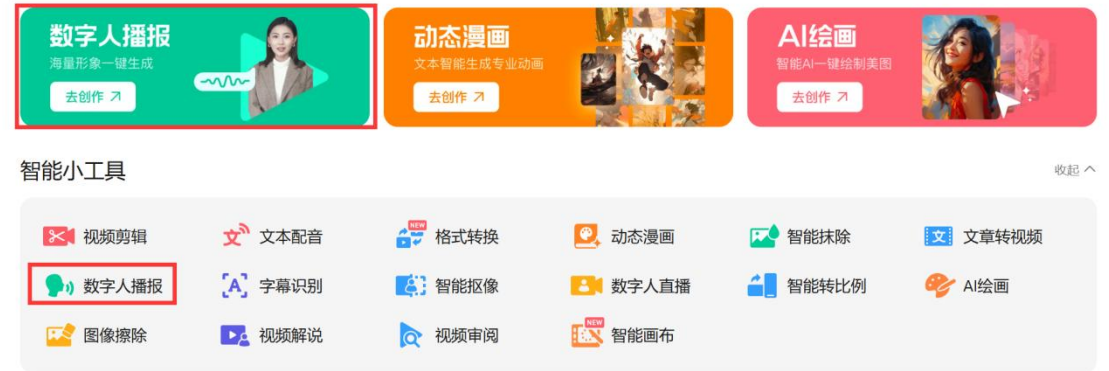 数字人播报
海量形象一键生成
去创作
动态漫画
文本智能生成专业动画
去创作
AI绘画
智能AI一键绘制美图
去创作
智能小工具
收起
视频剪辑
文本配音
NEW
格式转换
动态漫画
智能抹除
文章转视频
数字人播报
字幕识别
智能抠像
数字人直播
智能转比例
AI绘画
图像擦除
视频解说
视频审阅
NEW
智能画布